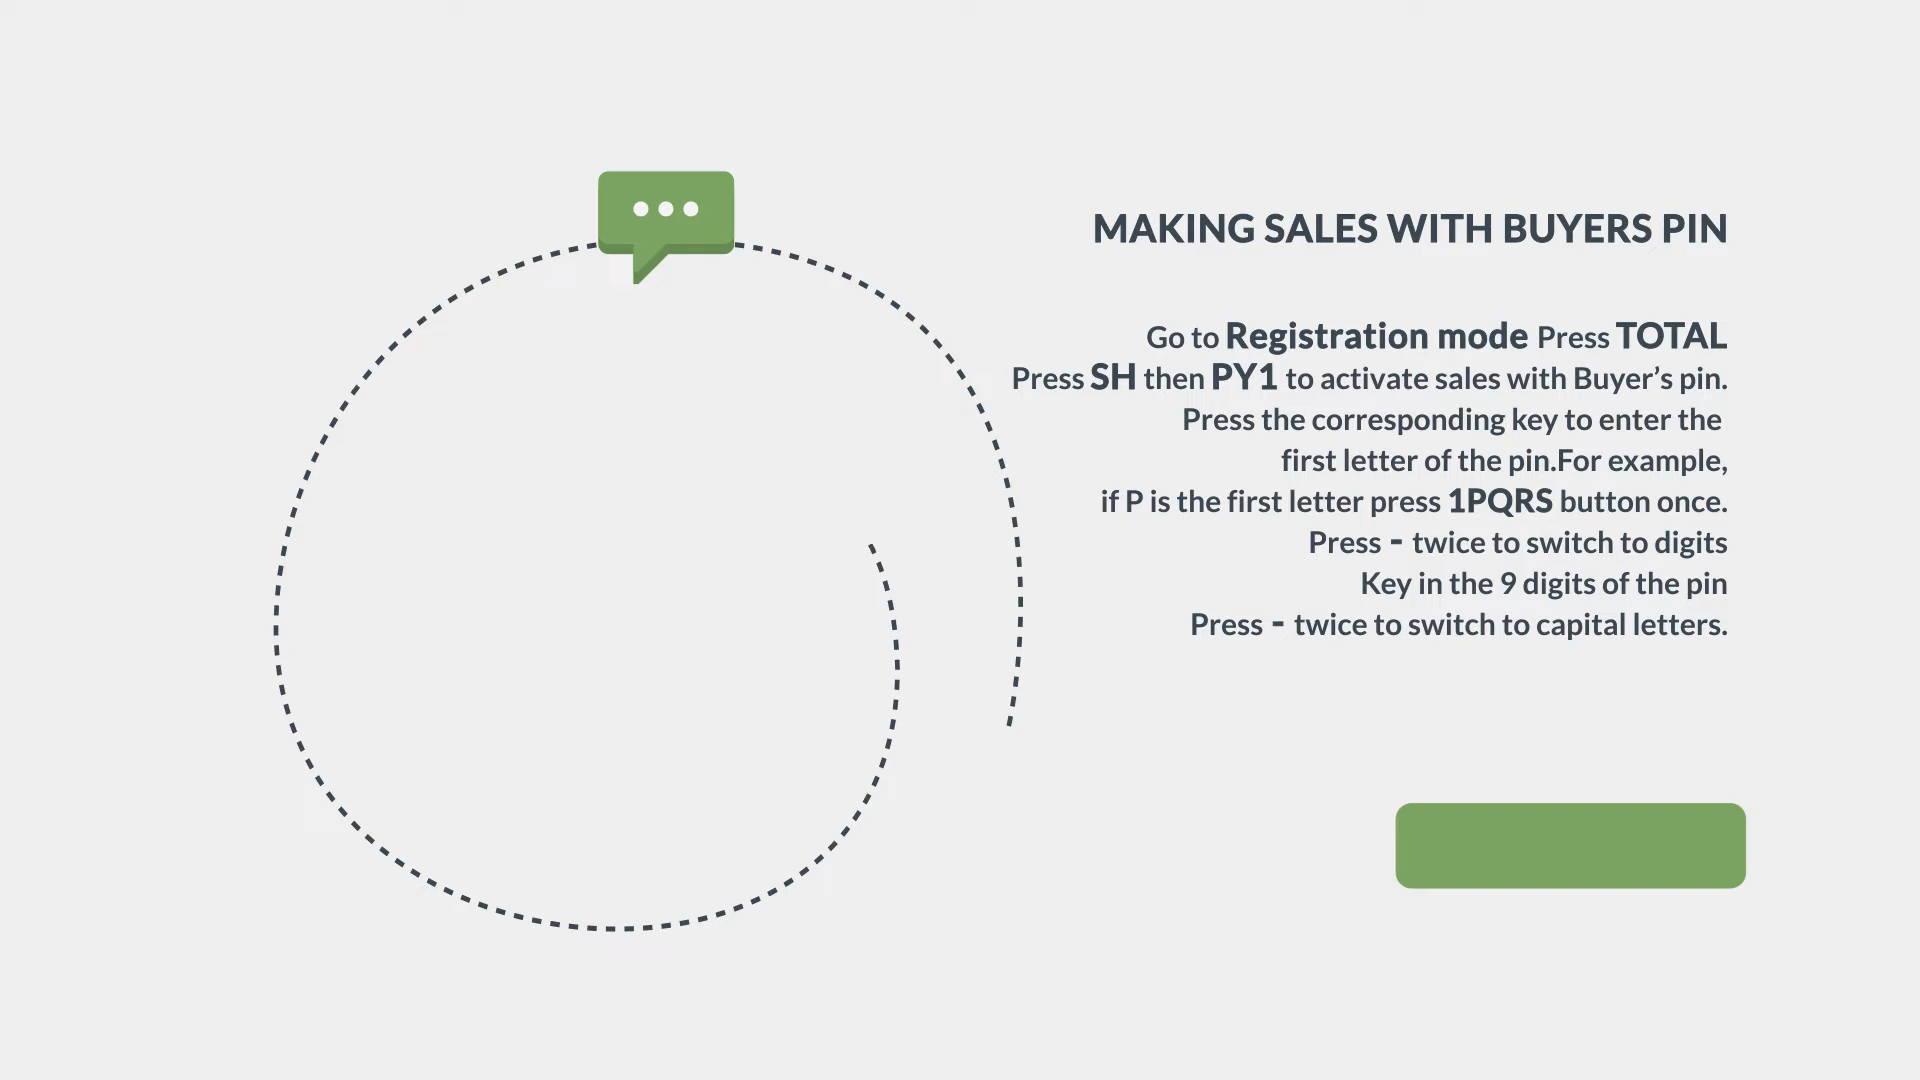 MAKING SALES WITH BUYERS PIN
Go to Registration mode Press TOTAL
Press SH then PY1 to activate sales with Buyer’s pin.
Press the corresponding key to enter the
first letter of the pin.For example,
if P is the first letter press 1PQRS button once.
Press - twice to switch to digits
Key in the 9 digits of the pin
Press - twice to switch to capital letters.